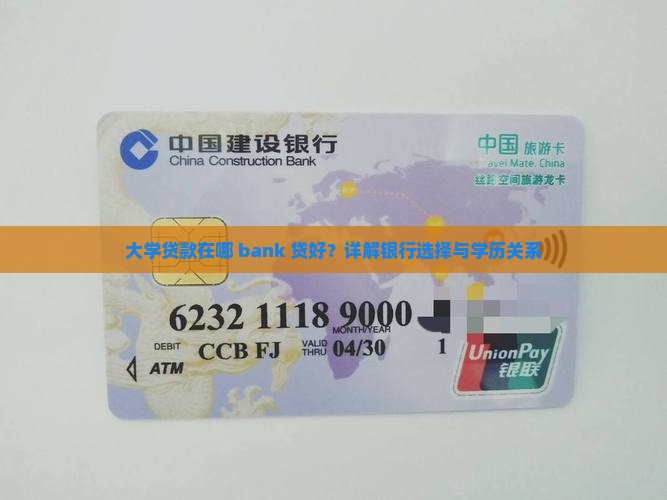 中国建设银行
China Construction Bank
中国 旅游卡
ravel Mate. China
丝路空间旅游龙卡
大学贷款在哪 bank 贷好？详解银行选择与学历关系
6232 1118 9000
MONTH/YEAR
DEBIT CCB FJ VALID THRU 04/30 1
ATM
UnionPay
银联